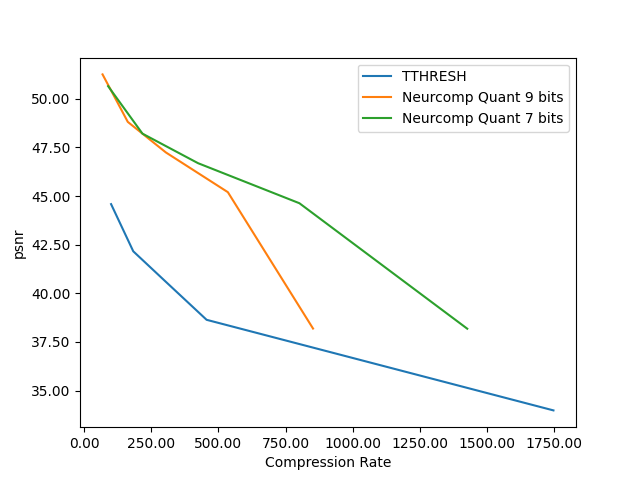 TTHRESH
Neurcomp Quant 9 bits
Neurcomp Quant 7 bits
50.00
47.50
45.00
42.50
40.00
37.50
35.00
psnr
0.00 250.00 500.00 750.00 1000.00 1250.00 1500.00 1750.00
Compression Rate